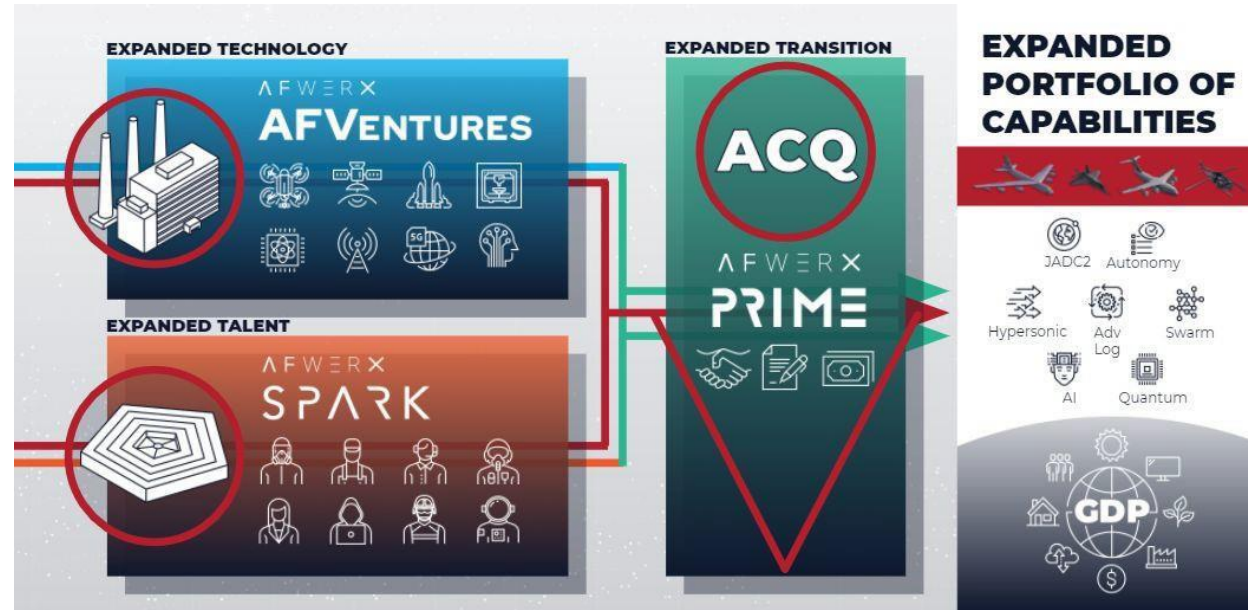 EXPANDED TECHNOLOGY
AFWERX
AFVENTURES
5G
EXPANDED TALENT
AFWERX
SPARK
EXPANDED TRANSITION
ACQ
AFWERX
PRIME
EXPANDED
PORTFOLIO OF
CAPABILITIES
JADC2
Autonomy
Hypersonic
Adv
Log
Swarm
AI
Quantum
GDP
$